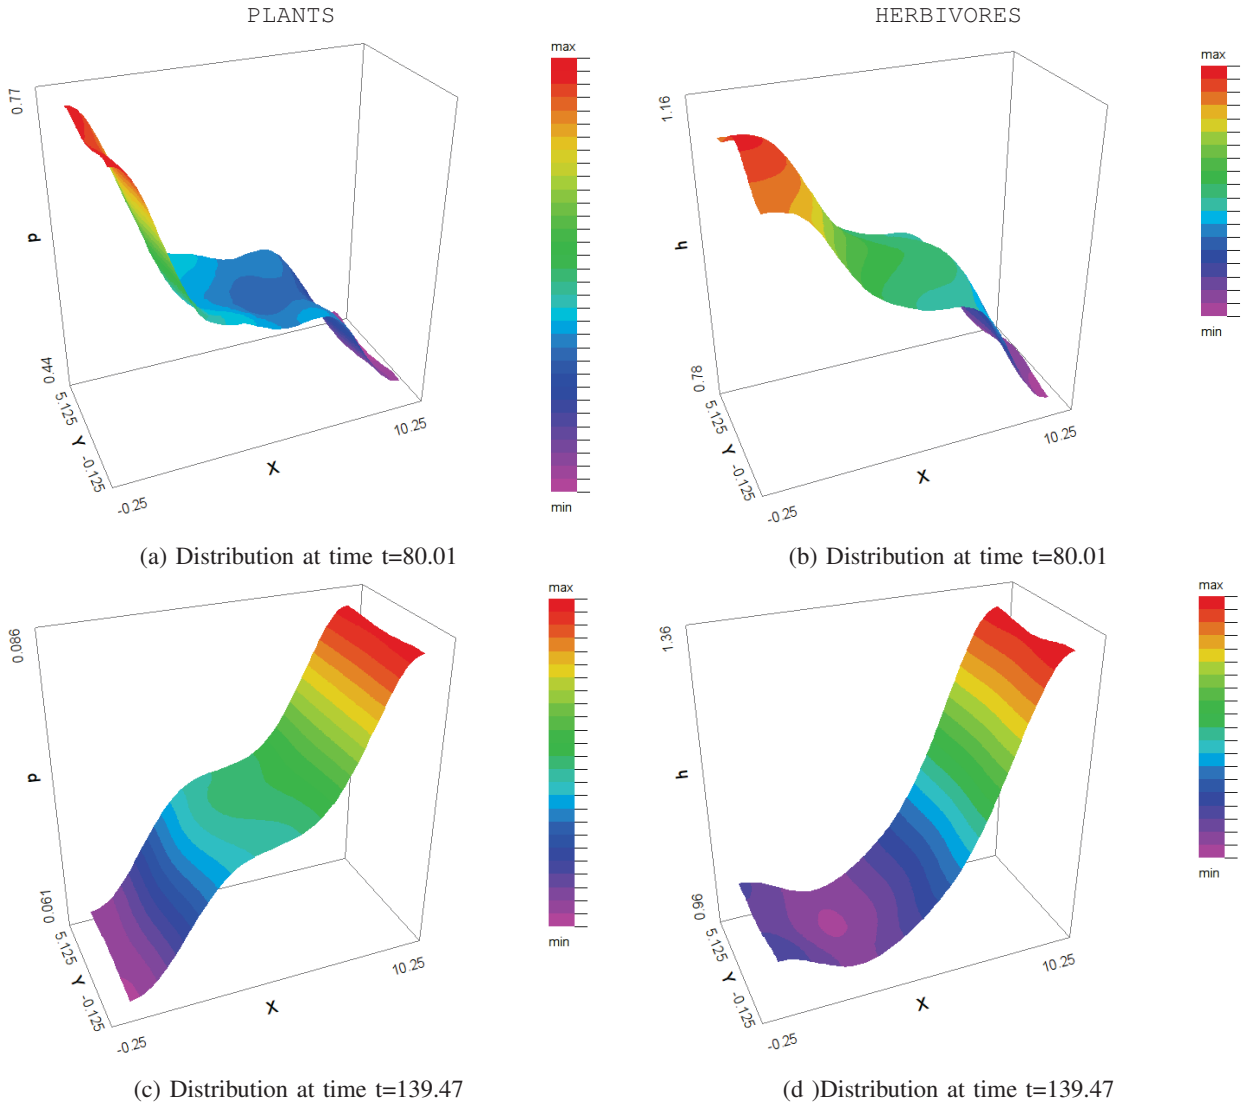 PLANTS
HERBIVORES
max
0.77
p
0.44
5.125
Y
-0.125
-0.25
X
10.25
min
max
1.16
h
0.78
5.125
Y
-0.125
-0.25
X
10.25
min
(a) Distribution at time t=80.01
(b) Distribution at time t=80.01
max
0.086
p
0.061
5.125
Y
-0.125
-0.25
X
10.25
min
max
1.36
h
0.96
5.125
Y
-0.125
-0.25
X
10.25
min
(c) Distribution at time t=139.47
(d )Distribution at time t=139.47